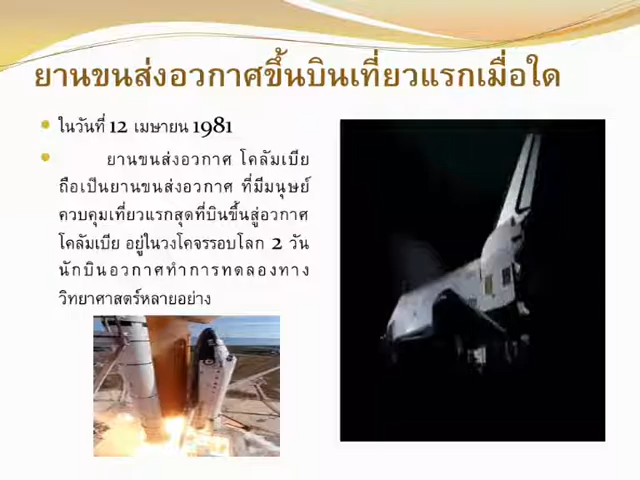 ยานขนส่งอวกาศขึ้นบินเที่ยวแรกเมื่อใด
ในวันที่ 12 เมษายน 1981
ยานขนส่งอวกาศ โคลัมเบีย
ถือเป็นยานขนส่งอวกาศ ที่มีมนุษย์
ควบคุมเที่ยวแรกสุดที่บินขึ้นสู่อวกาศ
โคลัมเบีย อยู่ในวงโคจรรอบโลก 2 วัน
นักบินอวกาศทำการทดลองทาง
วิทยาศาสตร์หลายอย่าง